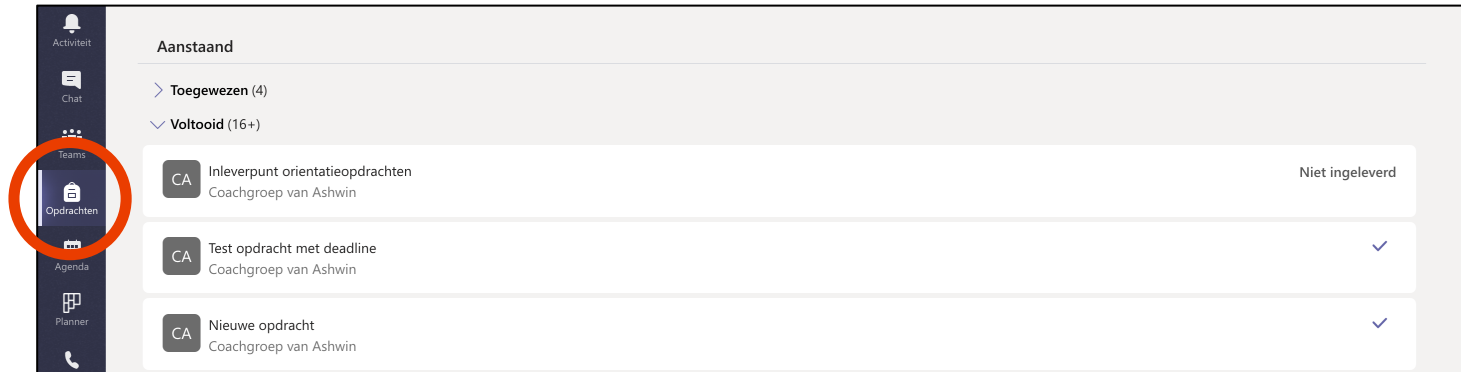 Activiteit
Chat
Teams
Opdrachten
Agenda
Planner
Aanstaand
Toegewezen (4)
Voltooid (16+)
CA
Inleverpunt orientatieopdrachten
Coachgroep van Ashwin
Niet ingeleverd
CA
Test opdracht met deadline
Coachgroep van Ashwin
CA
Nieuwe opdracht
Coachgroep van Ashwin